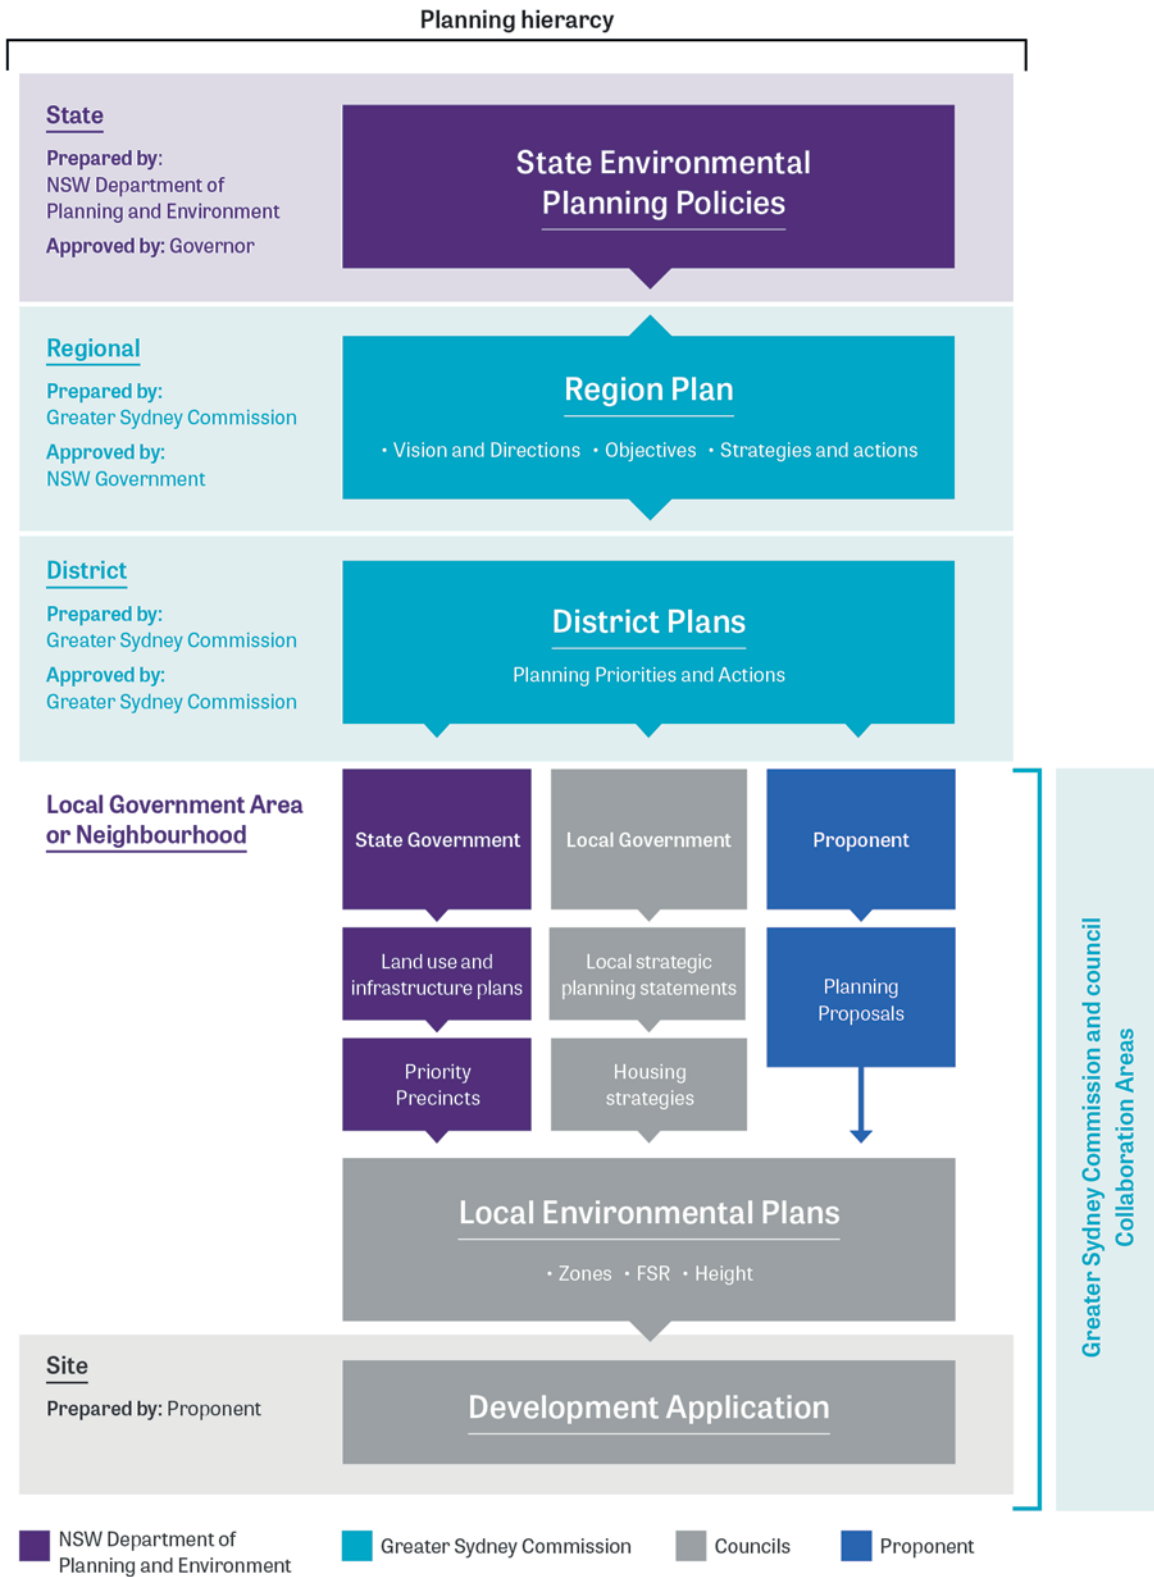 Planning hierarcy
State
Prepared by:
NSW Department of
Planning and Environment
Approved by: Governor
State Environmental
Planning Policies
Regional
Prepared by:
Greater Sydney Commission
Approved by:
NSW Government
Region Plan
• Vision and Directions • Objectives • Strategies and actions
District
Prepared by:
Greater Sydney Commission
Approved by:
Greater Sydney Commission
District Plans
Planning Priorities and Actions
Local Government Area
or Neighbourhood
State Government
Local Government
Proponent
Land use and
infrastructure plans
Local strategic
planning statements
Planning
Proposals
Priority
Precincts
Housing
strategies
Local Environmental Plans
• Zones • FSR • Height
Greater Sydney Commission and council
Collaboration Areas
Site
Prepared by: Proponent
Development Application
NSW Department of
Planning and Environment
Greater Sydney Commission
Councils
Proponent